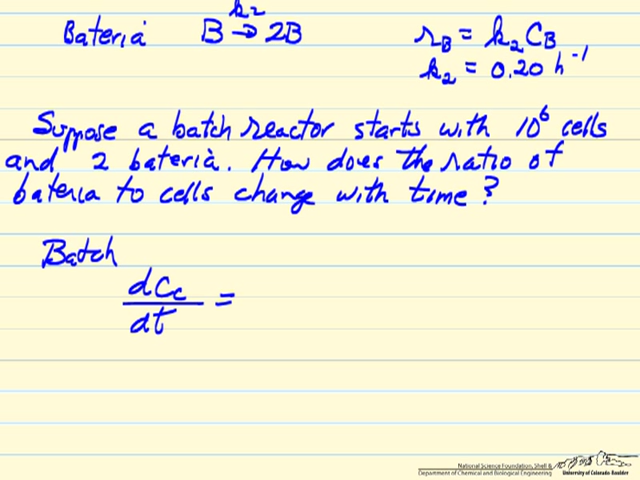 Bateria B k2→ 2B rB = k2 CB
k2 = 0.20 h⁻¹
Suppose a batch reactor starts with 10⁶ cells
and 2 bateria. How does the ratio of
bateria to cells change with time?
Batch
dCc/dt =
National Science Foundation, Shell &
Department of Chemical and Biological Engineering
University of Colorado Boulder